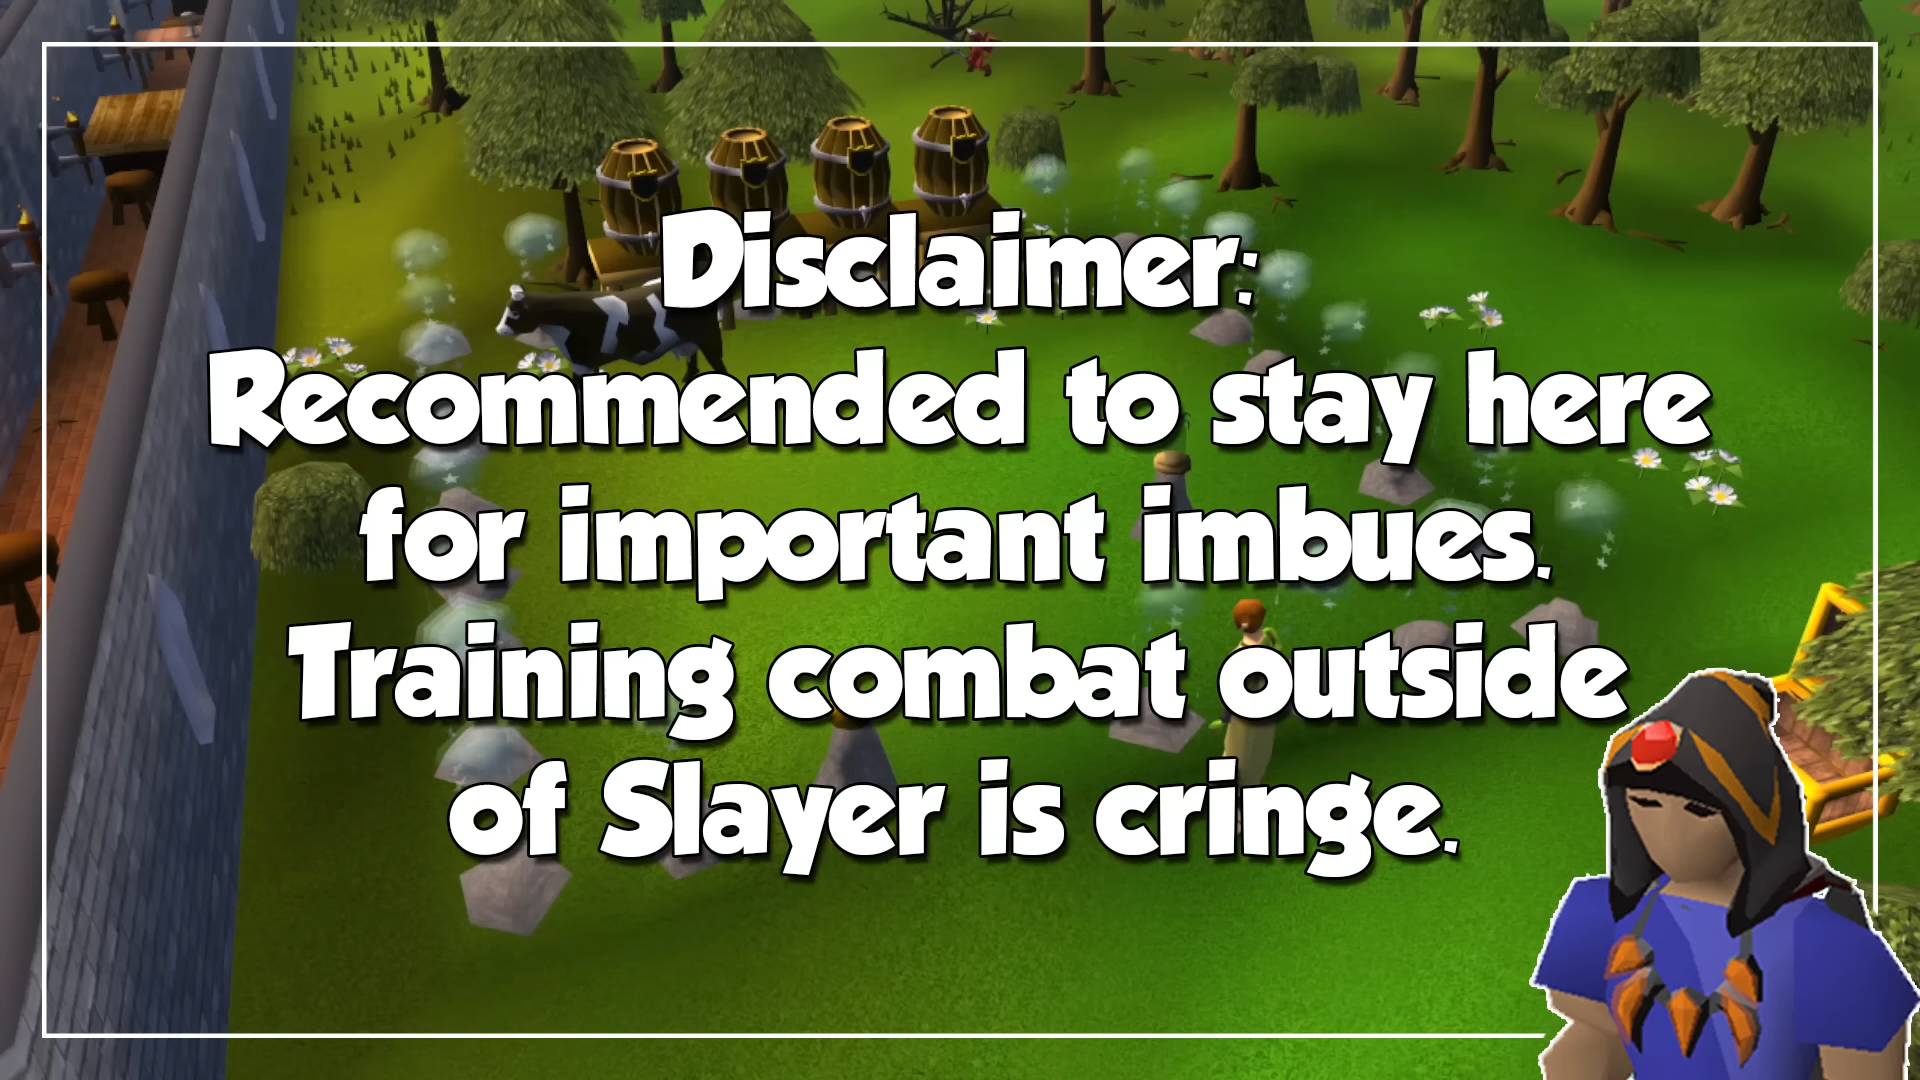 Disclaimer:
Recommended to stay here
for important imbues.
Training combat outside
of Slayer is cringe.